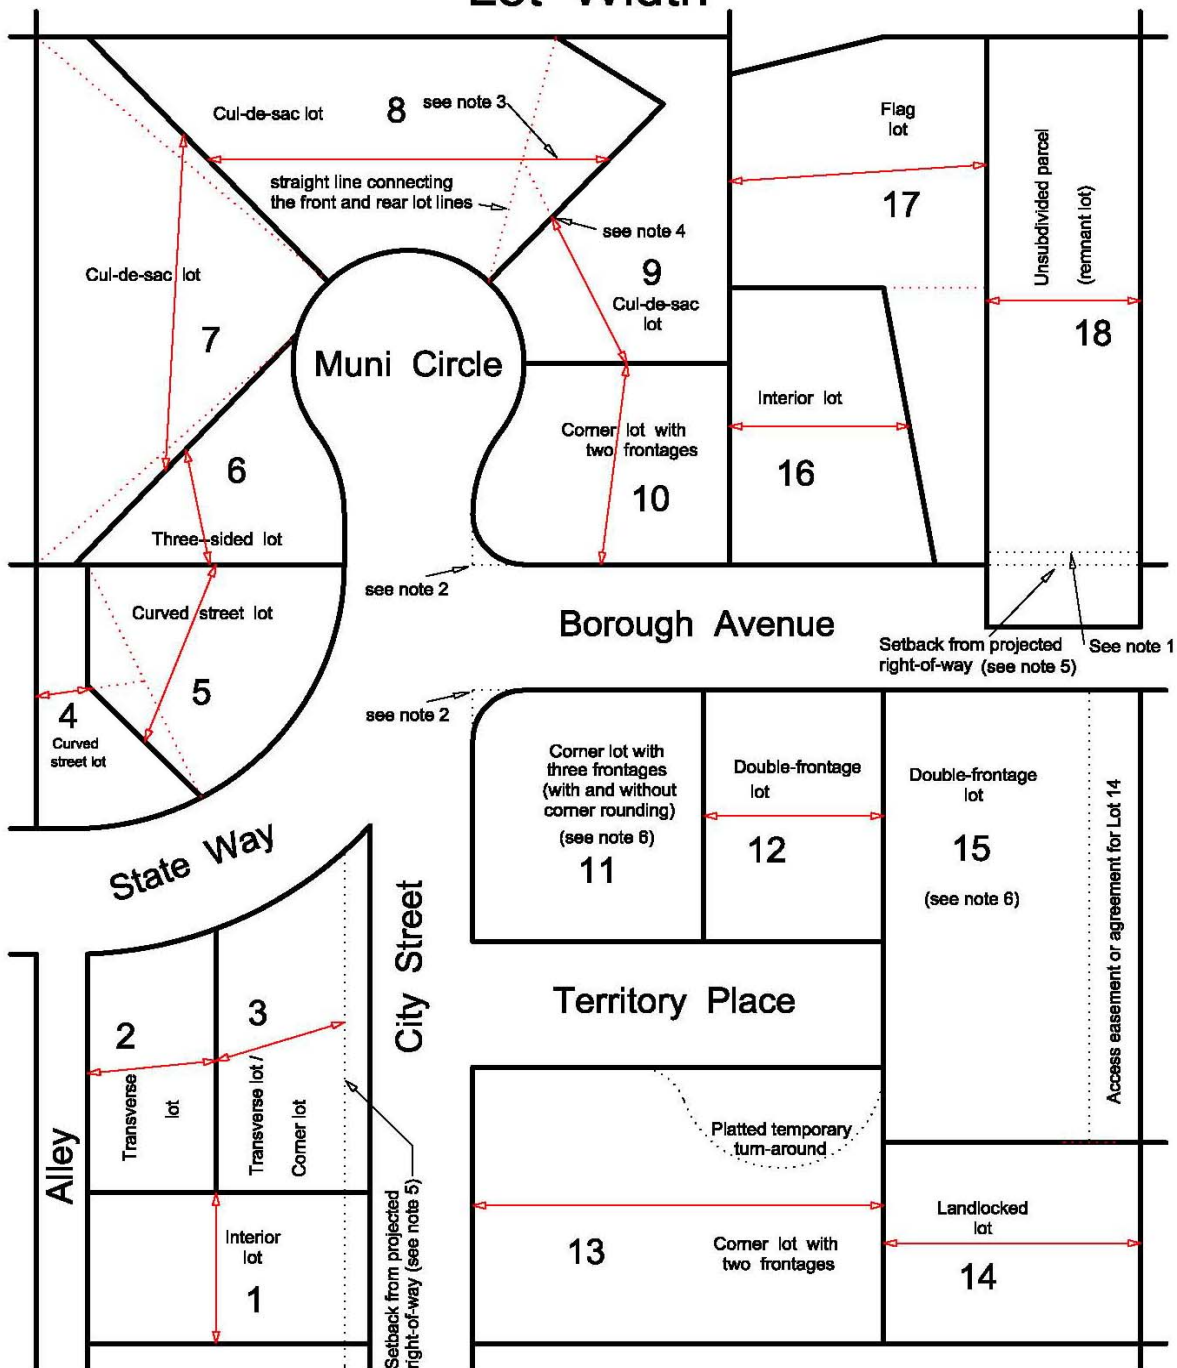 Lot Width
Cul-de-sac lot
8
see note 3
straight line connecting
the front and rear lot lines
see note 4
9
Cul-de-sac
lot
Cul-de-sac lot
7
Muni Circle
6
Three-sided lot
Corner lot with
two frontages
10
see note 2
Flag
lot
17
Unsubdivided parcel
(remnant lot)
18
Interior lot
16
Curved street lot
5
4
Curved
street lot
Borough Avenue
Setback from projected
right-of-way (see note 5)
See note 1
see note 2
Corner lot with
three frontages
(with and without
corner rounding)
(see note 6)
11
Double-frontage
lot
12
Double-frontage
lot
15
(see note 6)
Access easement or agreement for Lot 14
State Way
City Street
Territory Place
2
Transverse
lot
3
Transverse lot /
Corner lot
Alley
Setback from projected
right-of-way (see note 5)
Interior
lot
1
Platted temporary
turn-around
13
Corner lot with
two frontages
Landlocked
lot
14